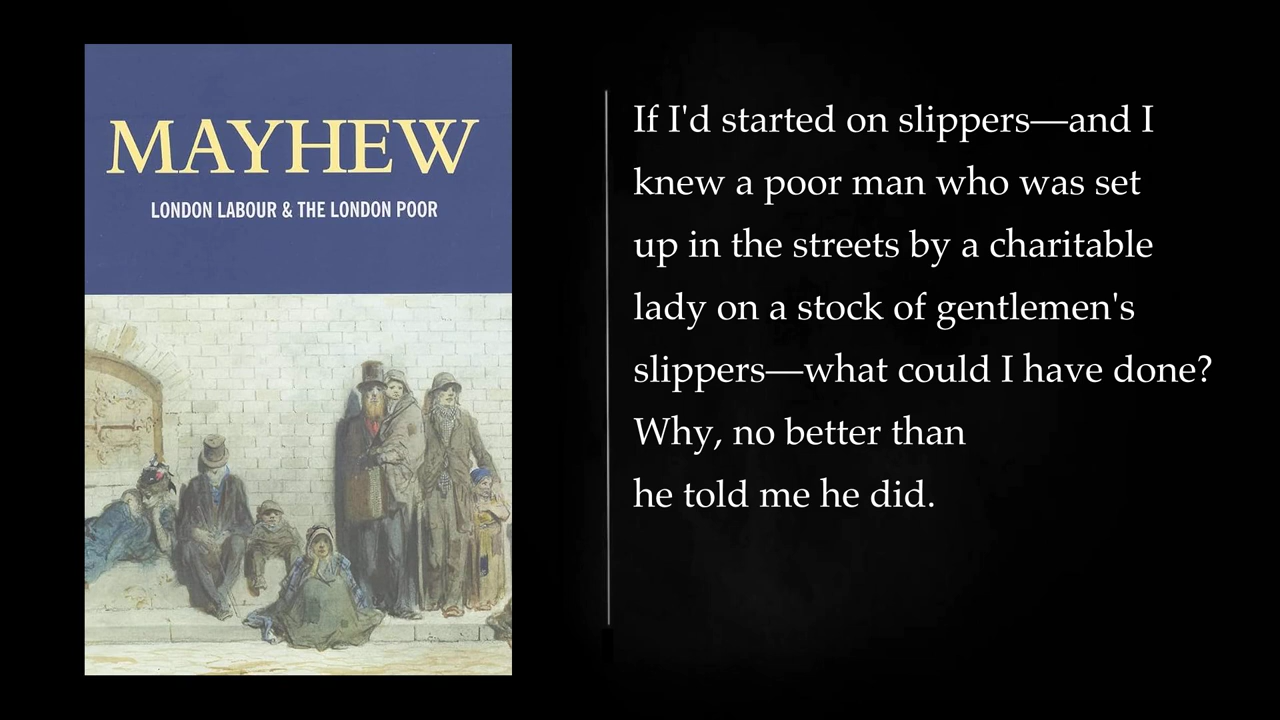 MAYHEW
LONDON LABOUR & THE LONDON POOR
If I'd started on slippers—and I
knew a poor man who was set
up in the streets by a charitable
lady on a stock of gentlemen's
slippers—what could I have done?
Why, no better than
he told me he did.